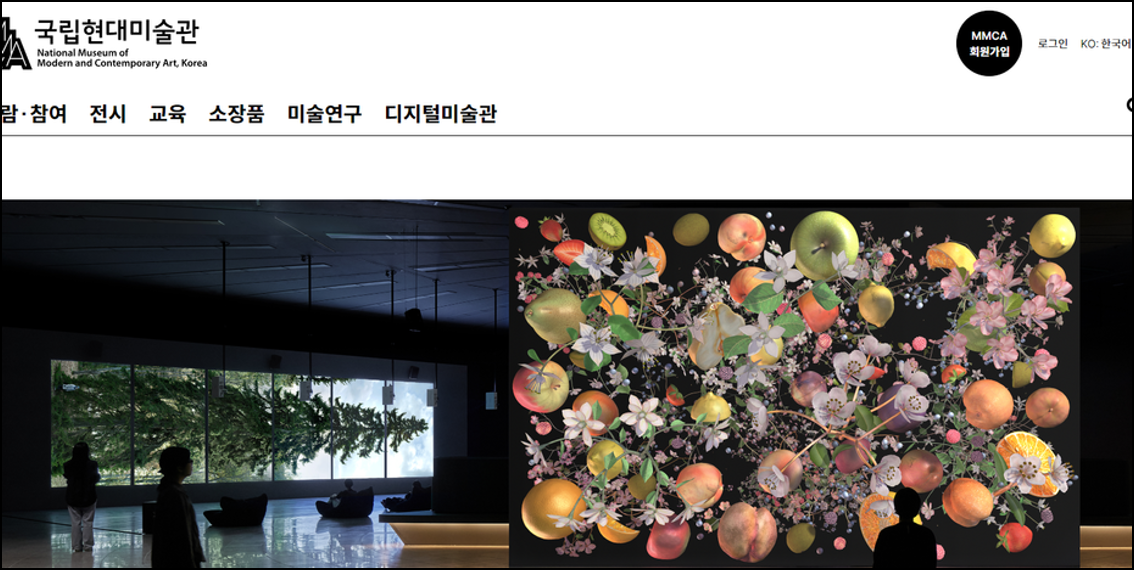 국립현대미술관
National Museum of
Modern and Contemporary Art, Korea
MMCA
회원가입
로그인 KO: 한국어
람·참여 전시 교육 소장품 미술연구 디지털미술관